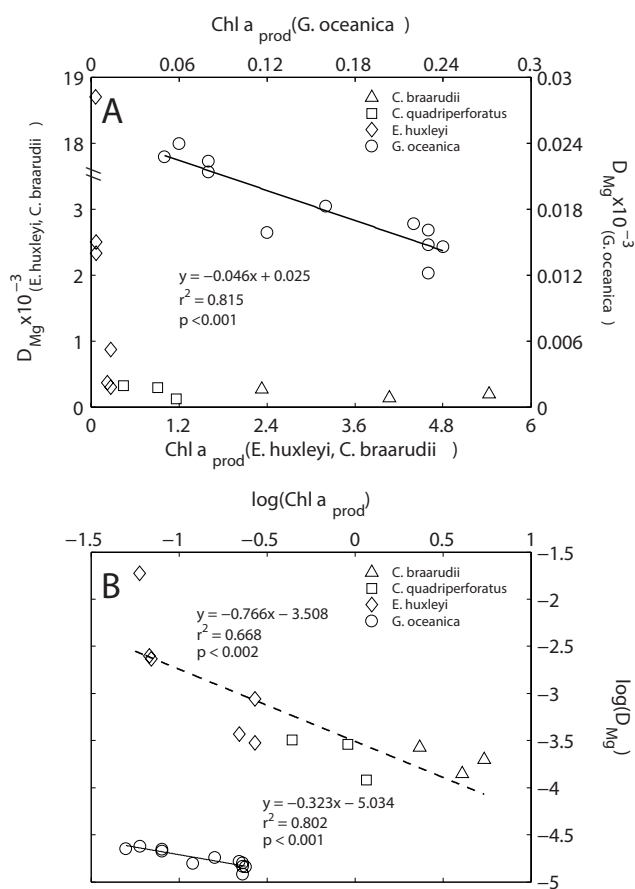 Chl a prod (G. oceanica )
0 0.06 0.12 0.18 0.24 0.3
19 0.03
A
△ C. braarudii
□ C. quadriperforatus
◇ E. huxleyi
○ G. oceanica
18 0.024
3 0.018
2 0.012
1 0.006
0 0
D Mg x10⁻³ (E. huxleyi, C. braarudii )
D Mg x10⁻³ (G. oceanica )
y = −0.046x + 0.025
r² = 0.815
p <0.001
0 1.2 2.4 3.6 4.8 6
Chl a prod (E. huxleyi, C. braarudii )
log(Chl a prod )
−1.5 −1 −0.5 0 0.5 1
B
△ C. braarudii
□ C. quadriperforatus
◇ E. huxleyi
○ G. oceanica
y = −0.766x − 3.508
r² = 0.668
p < 0.002
−1.5
−2
−2.5
−3
−3.5
−4
−4.5
−5
log(D Mg )
y = −0.323x − 5.034
r² = 0.802
p <0.001